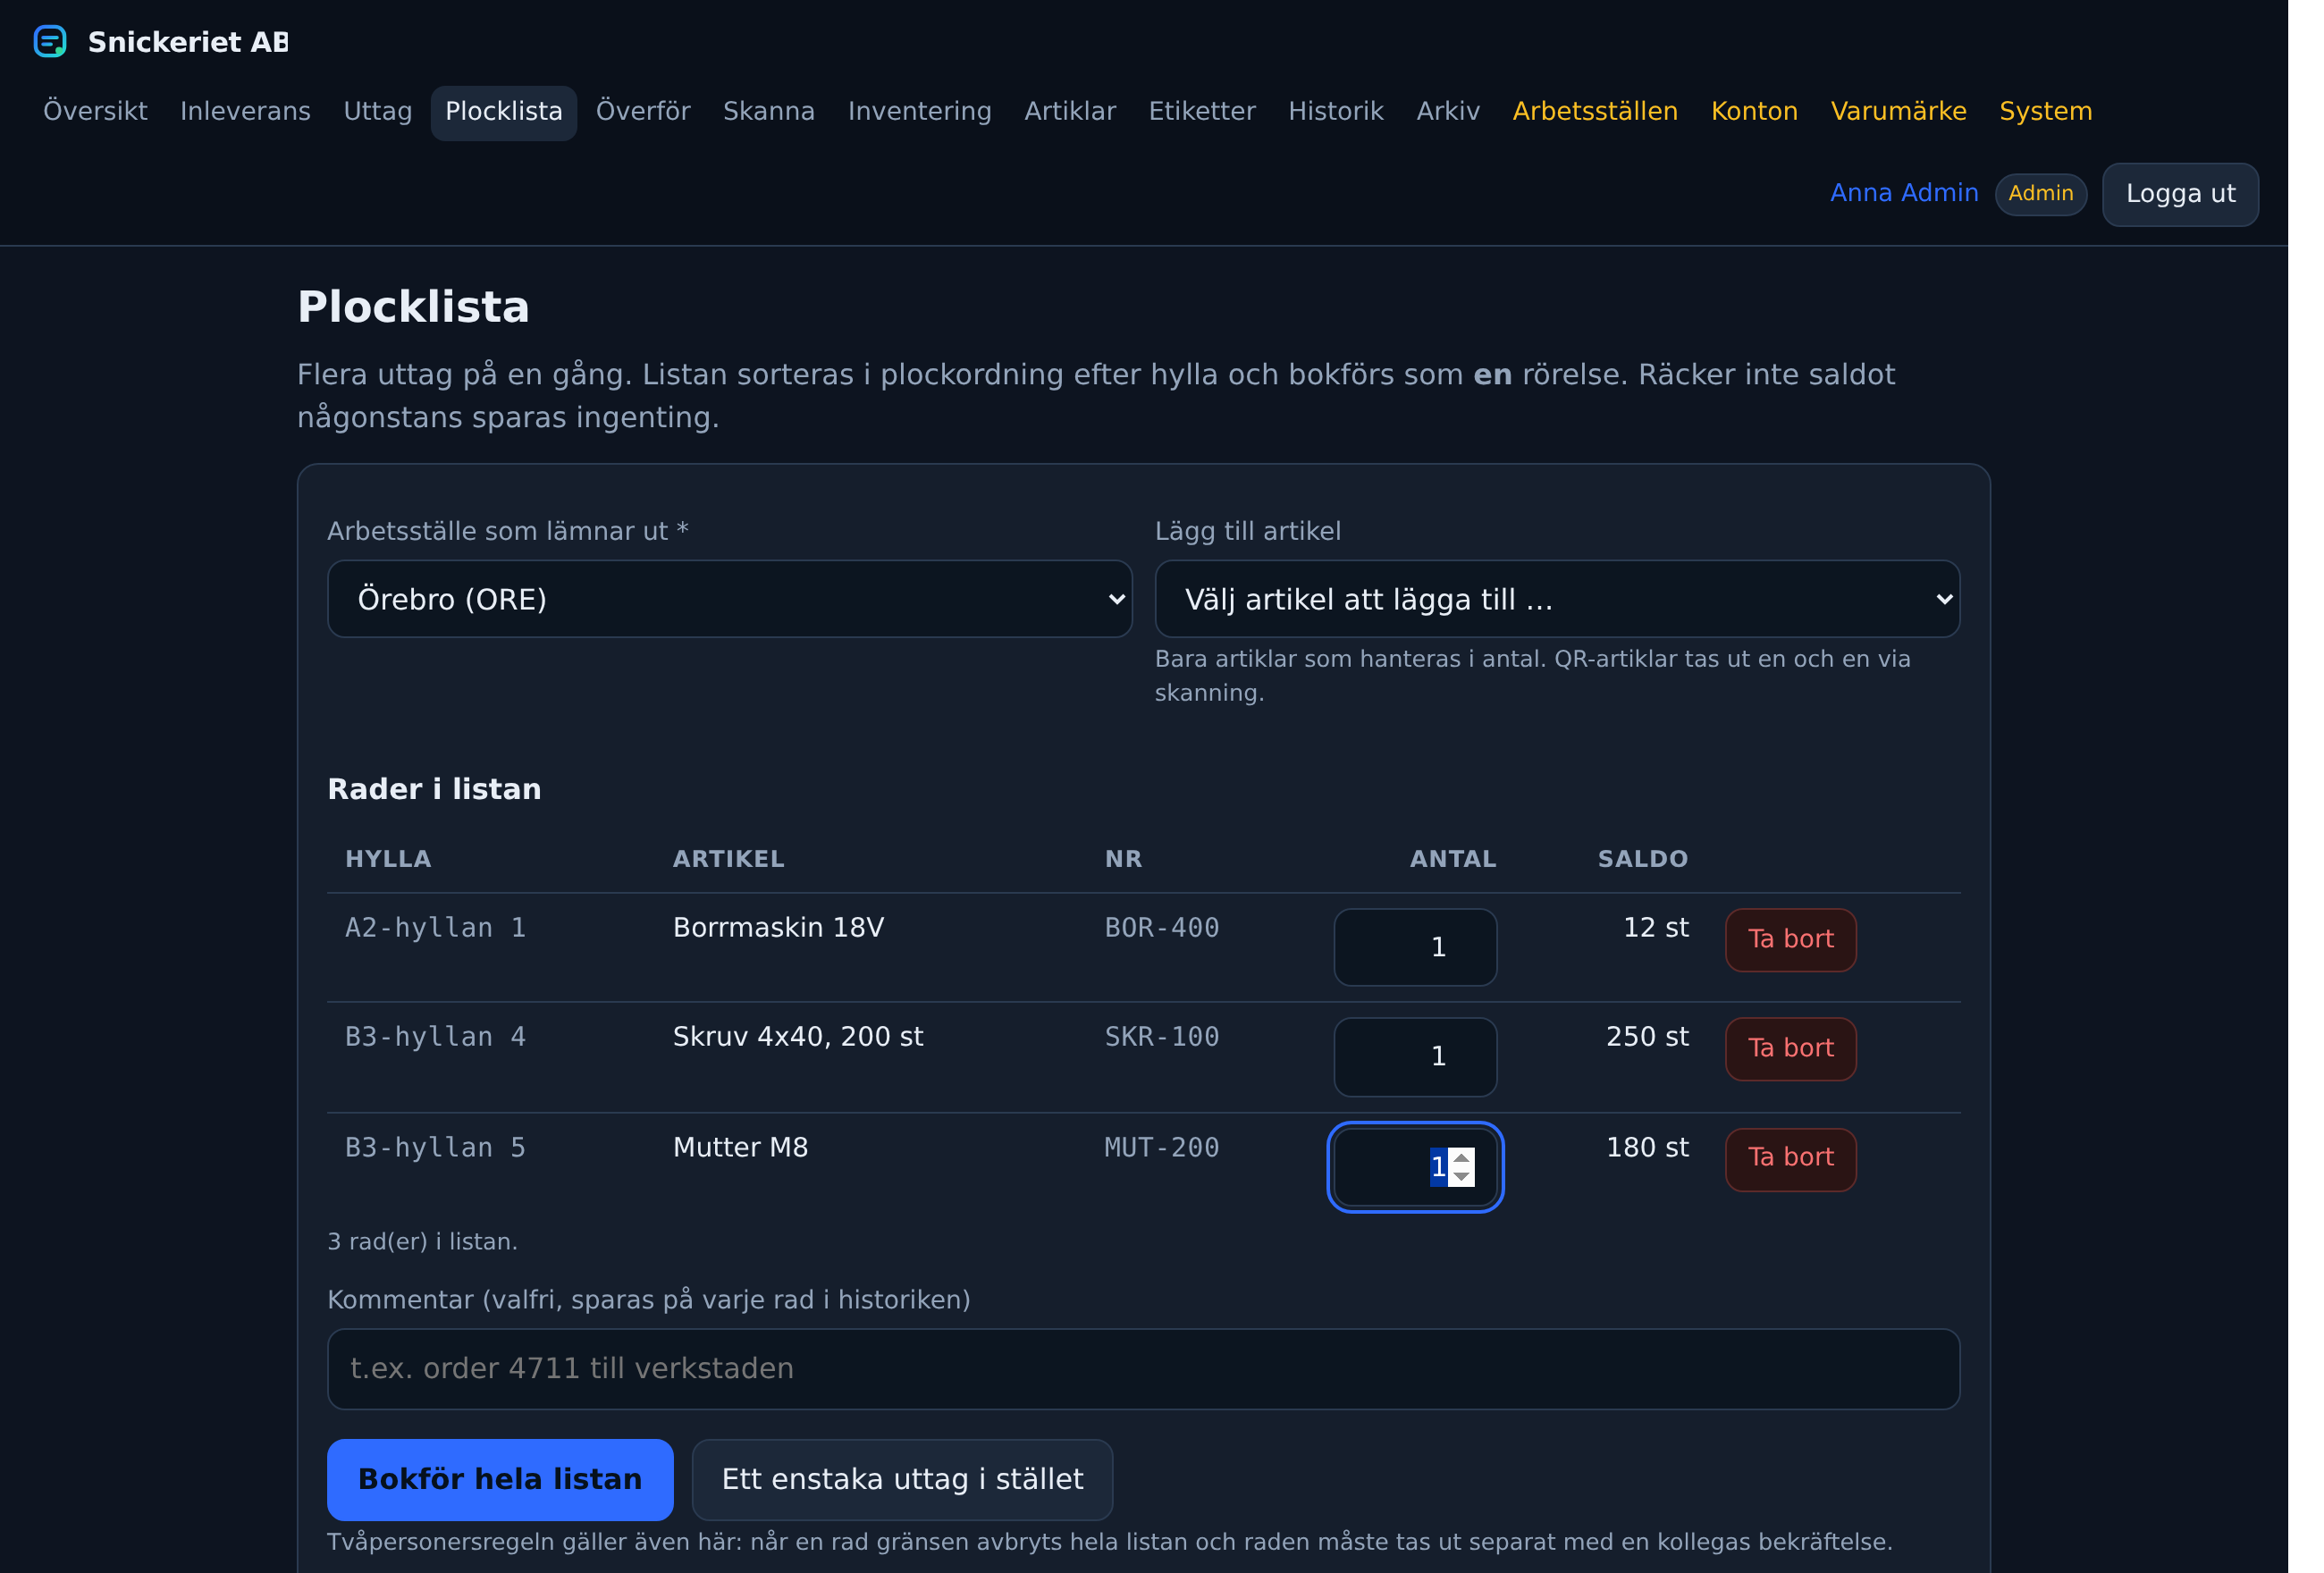 Snickeriet AB
Översikt Inleverans Uttag Plocklista Överför Skanna Inventering Artiklar Etiketter Historik Arkiv Arbetsställen Konton Varumärke System
Anna Admin Admin Logga ut
Plocklista
Flera uttag på en gång. Listan sorteras i plockordning efter hylla och bokförs som en rörelse. Räcker inte saldot
någonstans sparas ingenting.
Arbetsställe som lämnar ut * Lägg till artikel
Örebro (ORE) Välj artikel att lägga till ...
Bara artiklar som hanteras i antal. QR-artiklar tas ut en och en via
skanning.
Rader i listan
HYLLA ARTIKEL NR ANTAL SALDO
A2-hyllan 1 Borrmaskin 18V BOR-400 1 12 st Ta bort
B3-hyllan 4 Skruv 4x40, 200 st SKR-100 1 250 st Ta bort
B3-hyllan 5 Mutter M8 MUT-200 1 180 st Ta bort
3 rad(er) i listan.
Kommentar (valfri, sparas på varje rad i historiken)
t.ex. order 4711 till verkstaden
Bokför hela listan Ett enstaka uttag i stället
Tvåpersonersregeln gäller även här: når en rad gränsen avbryts hela listan och raden måste tas ut separat med en kollegas bekräftelse.